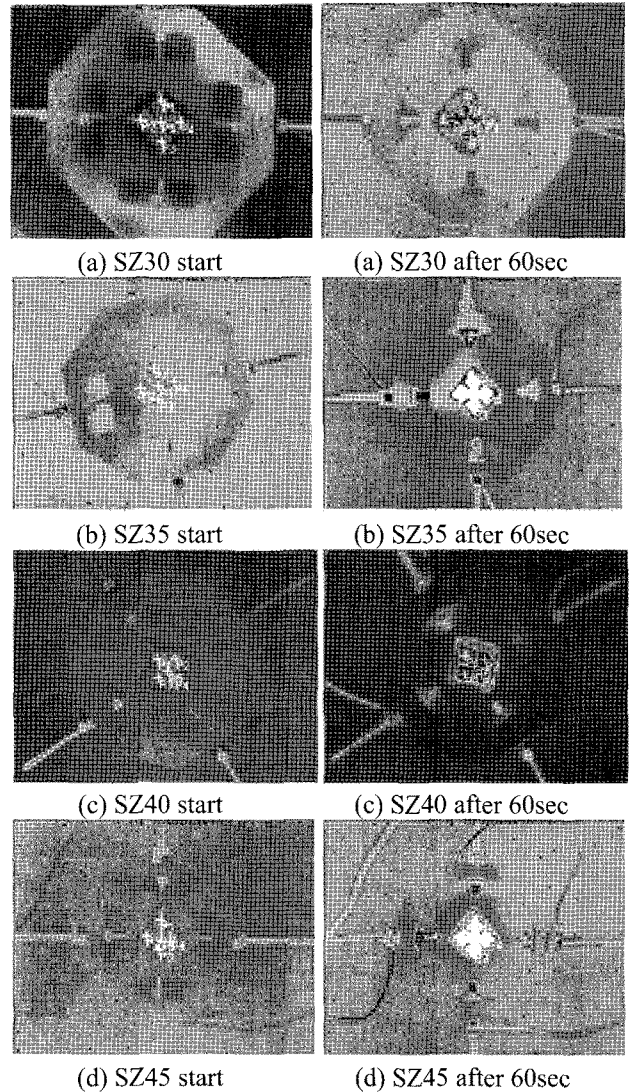 (a) SZ30 start
(a) SZ30 after 60sec
(b) SZ35 start
(b) SZ35 after 60sec
(c) SZ40 start
(c) SZ40 after 60sec
(d) SZ45 start
(d) SZ45 after 60sec